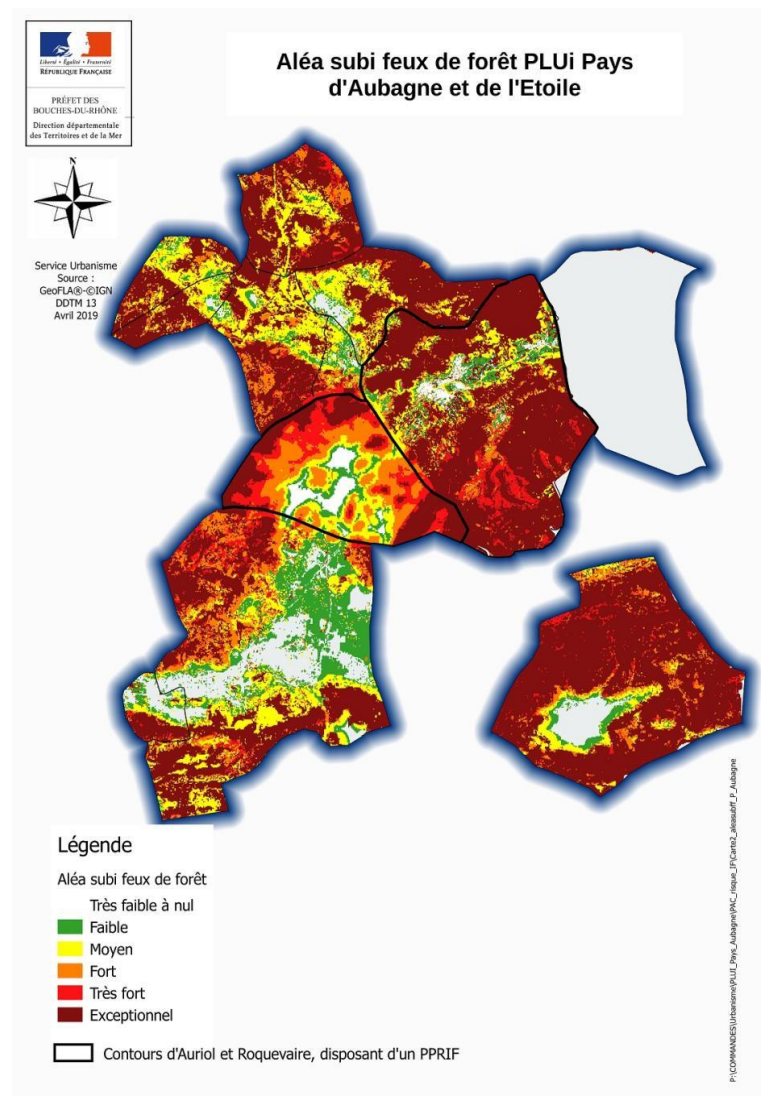 Liberté • Égalité • Fraternité
RÉPUBLIQUE FRANÇAISE
PRÉFET DES
BOUCHES-DU-RHÔNE
Direction départementale
des Territoires et de la Mer
Aléa subi feux de forêt PLUi Pays
d'Aubagne et de l'Etoile
N
Service Urbanisme
Source :
GeoFLA®-©IGN
DDTM 13
Avril 2019
Légende
Aléa subi feux de forêt
Très faible à nul
Faible
Moyen
Fort
Très fort
Exceptionnel
Contours d'Auriol et Roquevaire, disposant d'un PPRIF